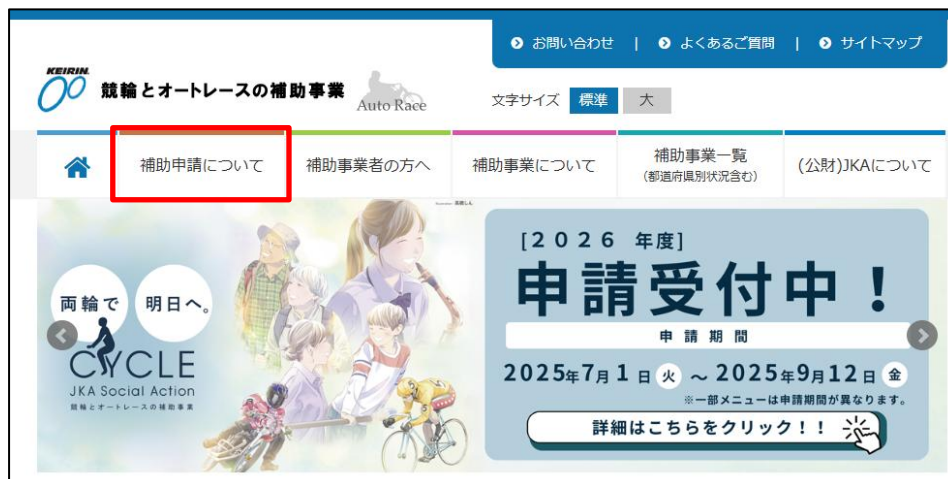 お問い合わせ | よくあるご質問 | サイトマップ
KEIRIN
競輪とオートレースの補助事業
Auto Race
文字サイズ 標準 大
補助申請について
補助事業者の方へ
補助事業について
補助事業一覧
(都道府県別状況含む)
(公財)JKAについて
両輪で 明日へ。
CYCLE
JKA Social Action
競輪とオートレースの補助事業
[2026 年度]
申請受付中!
申請期間
2025年7月1日 火 ~ 2025年9月12日 金
※一部メニューは申請期間が異なります。
詳細はこちらをクリック!!